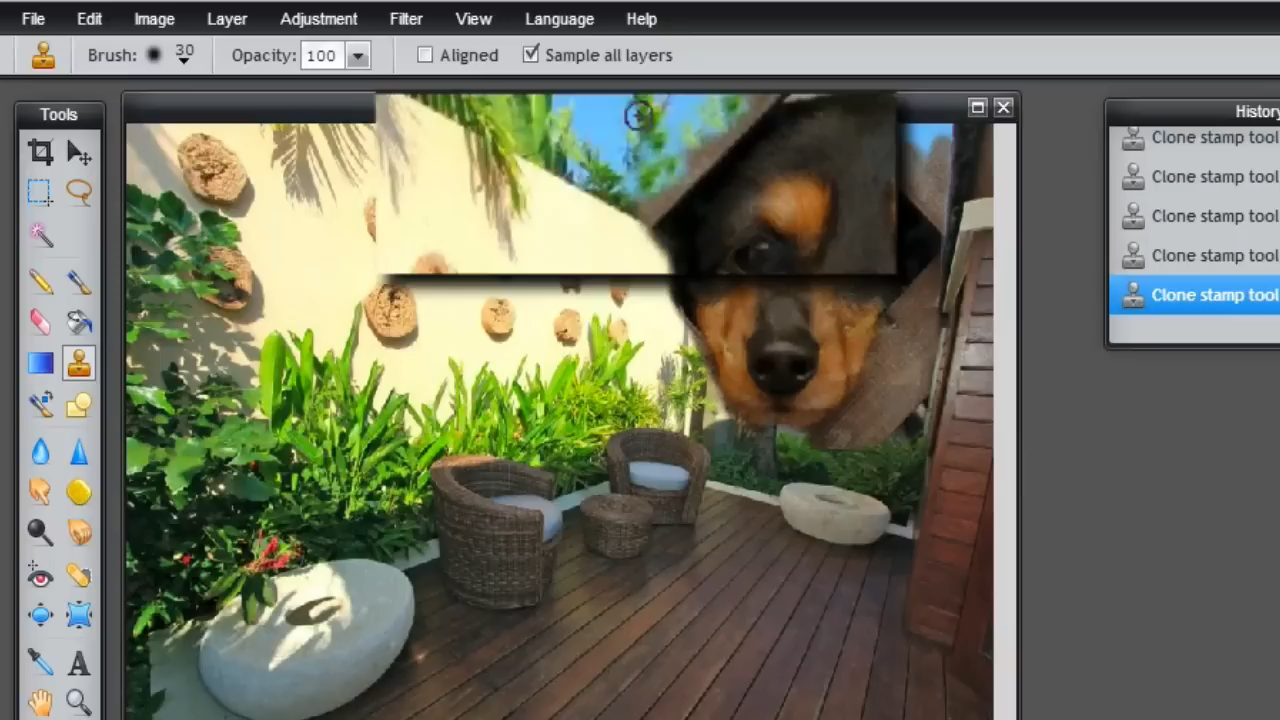 File Edit Image Layer Adjustment Filter View Language Help
Brush: 30 Opacity: 100 Aligned Sample all layers
Tools
History
Clone stamp tool
Clone stamp tool
Clone stamp tool
Clone stamp tool
Clone stamp tool
A